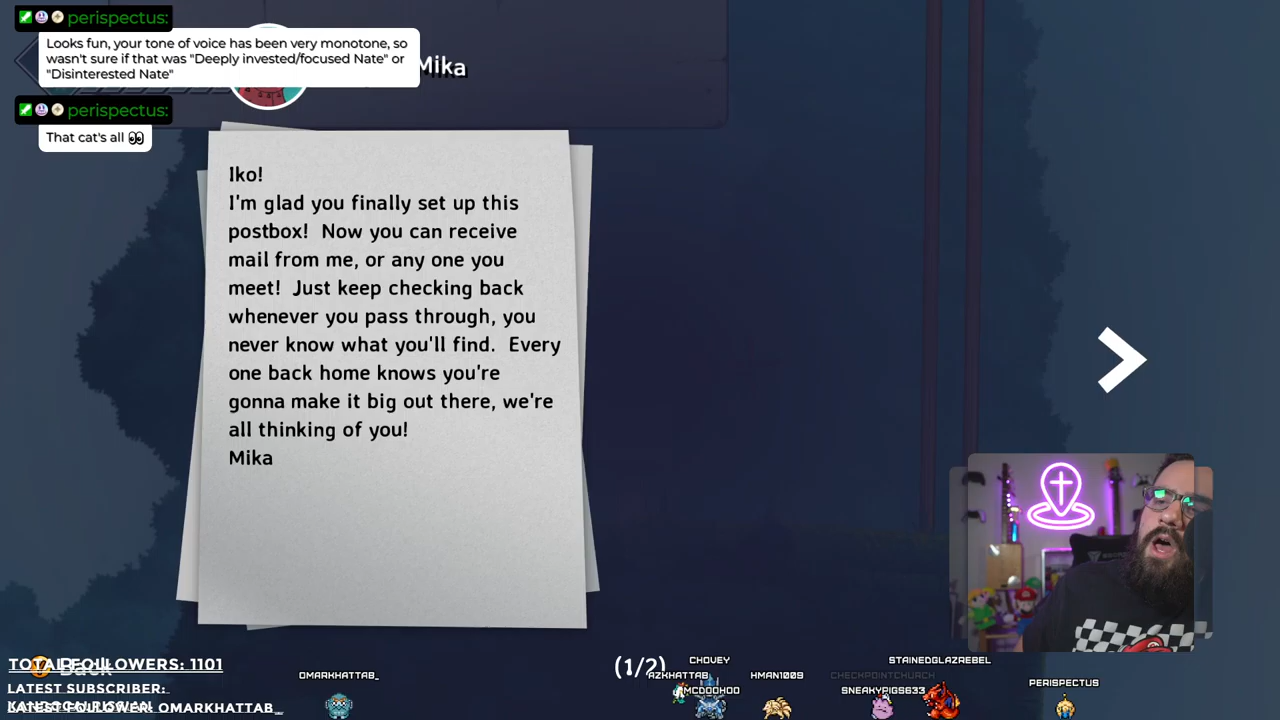 perispectus:
Looks fun, your tone of voice has been very monotone, so
wasn't sure if that was "Deeply invested/focused Nate" or
"Disinterested Nate"
Mika
perispectus:
That cat's all 👀
Iko!
I'm glad you finally set up this
postbox! Now you can receive
mail from me, or any one you
meet! Just keep checking back
whenever you pass through, you
never know what you'll find. Every
one back home knows you're
gonna make it big out there, we're
all thinking of you!
Mika
TOTAL FOLLOWERS: 1101
Back
LATEST SUBSCRIBER:
LATEST FOLLOWER: OMARKHATTAB_
(1/2)
OMARKHATTAB_
CHOVEY
AZKHATTAB
MCDOOHOO
HMAN1009
STAINEDGLAZREBEL
CHECKPOINTCHURCH
SNEAKYPIGS633
PERISPECTUS